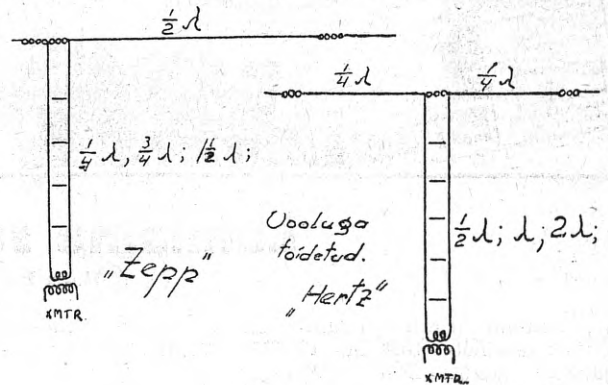 ½ λ
¼ λ, ¾ λ; 1½ λ;
„Zepp"
XMTR.
¼ λ
¼ λ
½ λ; λ; 2λ;
Vooluga
toidetud.
„Hertz"
XMTR.